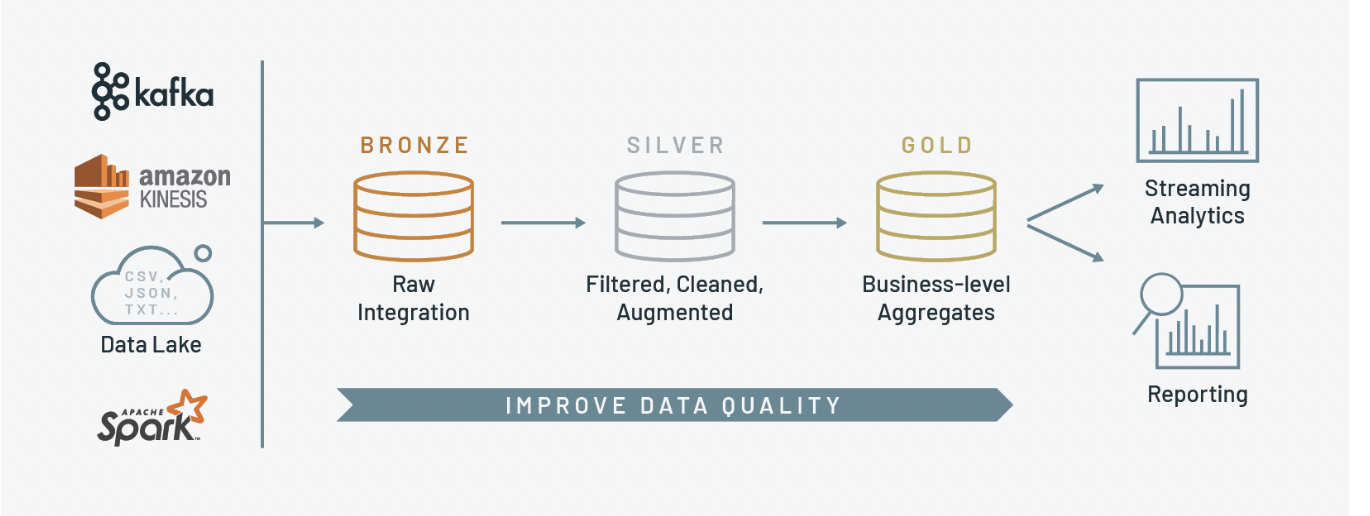 kafka
amazon
KINESIS
CSV,
JSON,
TXT...
Data Lake
APACHE
Spark™
BRONZE
Raw
Integration
SILVER
Filtered, Cleaned,
Augmented
GOLD
Business-level
Aggregates
IMPROVE DATA QUALITY
Streaming
Analytics
Reporting